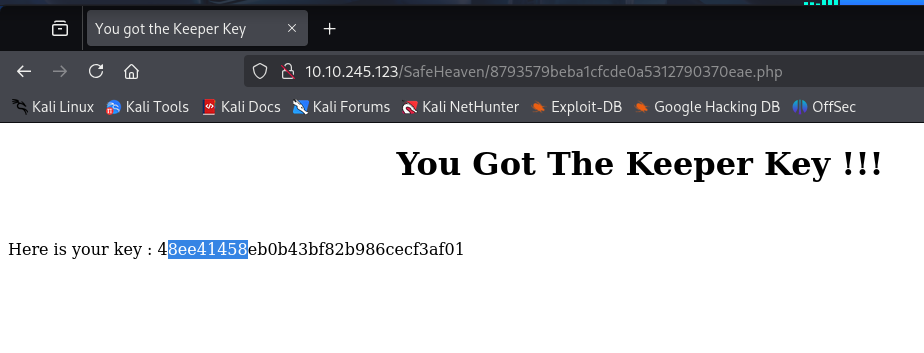 You got the Keeper Key
10.10.245.123/SafeHeaven/8793579beba1cfcde0a5312790370eae.php
Kali Linux Kali Tools Kali Docs Kali Forums Kali NetHunter Exploit-DB Google Hacking DB OffSec
You Got The Keeper Key !!!
Here is your key : 48ee41458eb0b43bf82b986cecf3af01